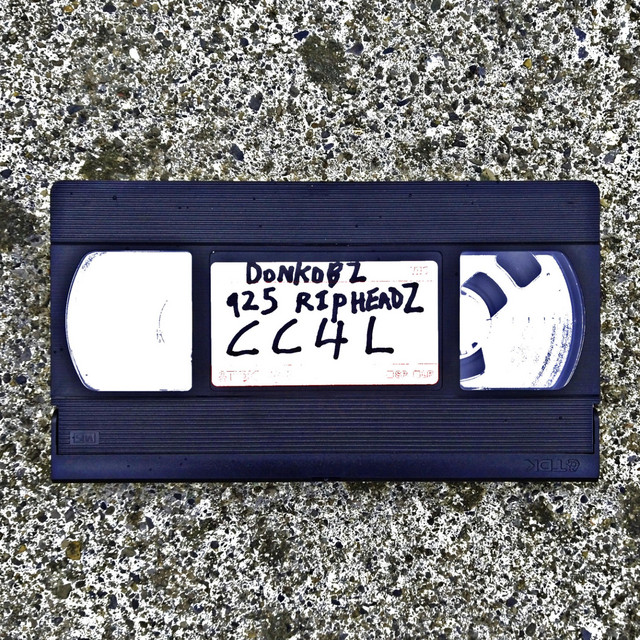 DONKOBZ
925 RIPHEADZ
CC4L
TDK